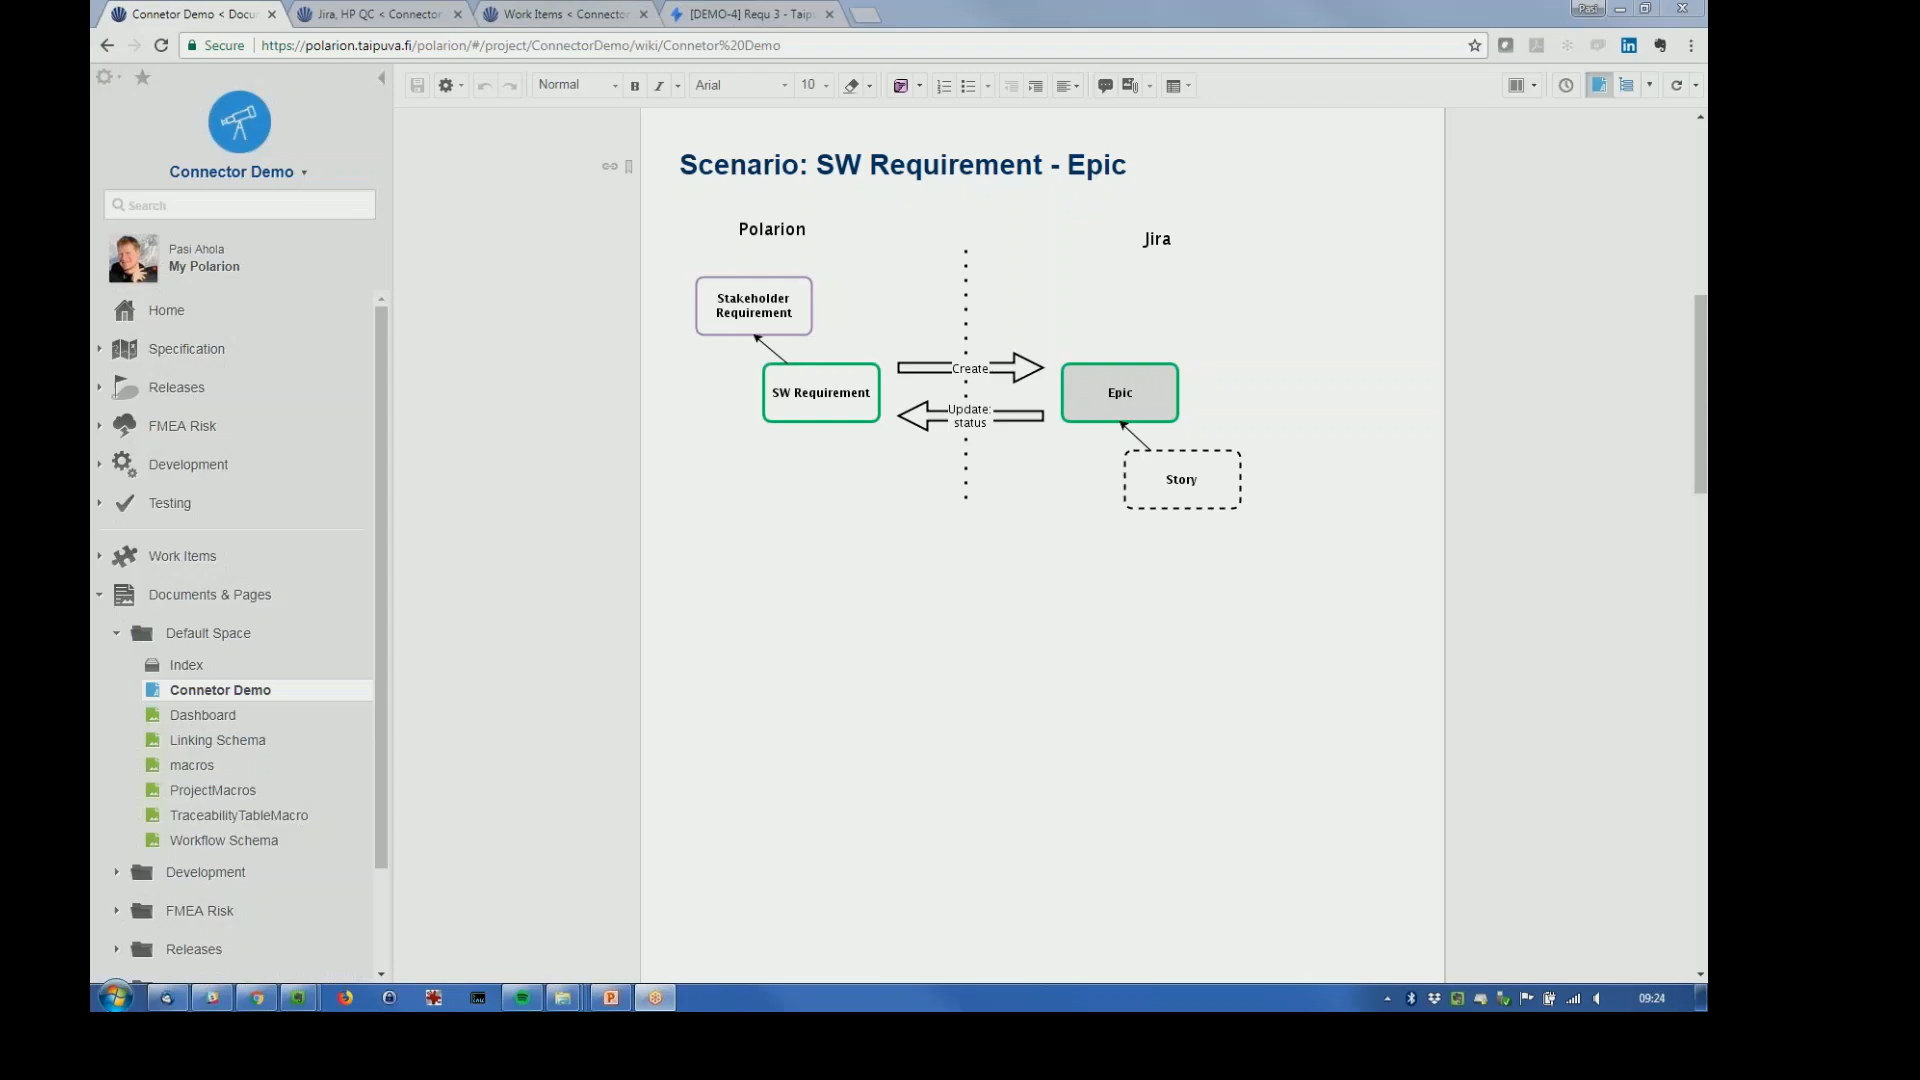 Connetor Demo < Docu
Jira, HP QC < Connector
Work Items < Connector
[DEMO-4] Requ 3 - Taip
Pasi
Secure
https://polarion.taipuva.fi/polarion/#/project/ConnectorDemo/wiki/Connetor%20Demo
Normal
B
I
Arial
10
Connector Demo
Search
Pasi Ahola
My Polarion
Home
Specification
Releases
FMEA Risk
Development
Testing
Work Items
Documents & Pages
Default Space
Index
Connetor Demo
Dashboard
Linking Schema
macros
ProjectMacros
TraceabilityTableMacro
Workflow Schema
Development
FMEA Risk
Releases
Scenario: SW Requirement - Epic
Polarion
Jira
Stakeholder
Requirement
SW Requirement
Create
Update:
status
Epic
Story
09:24